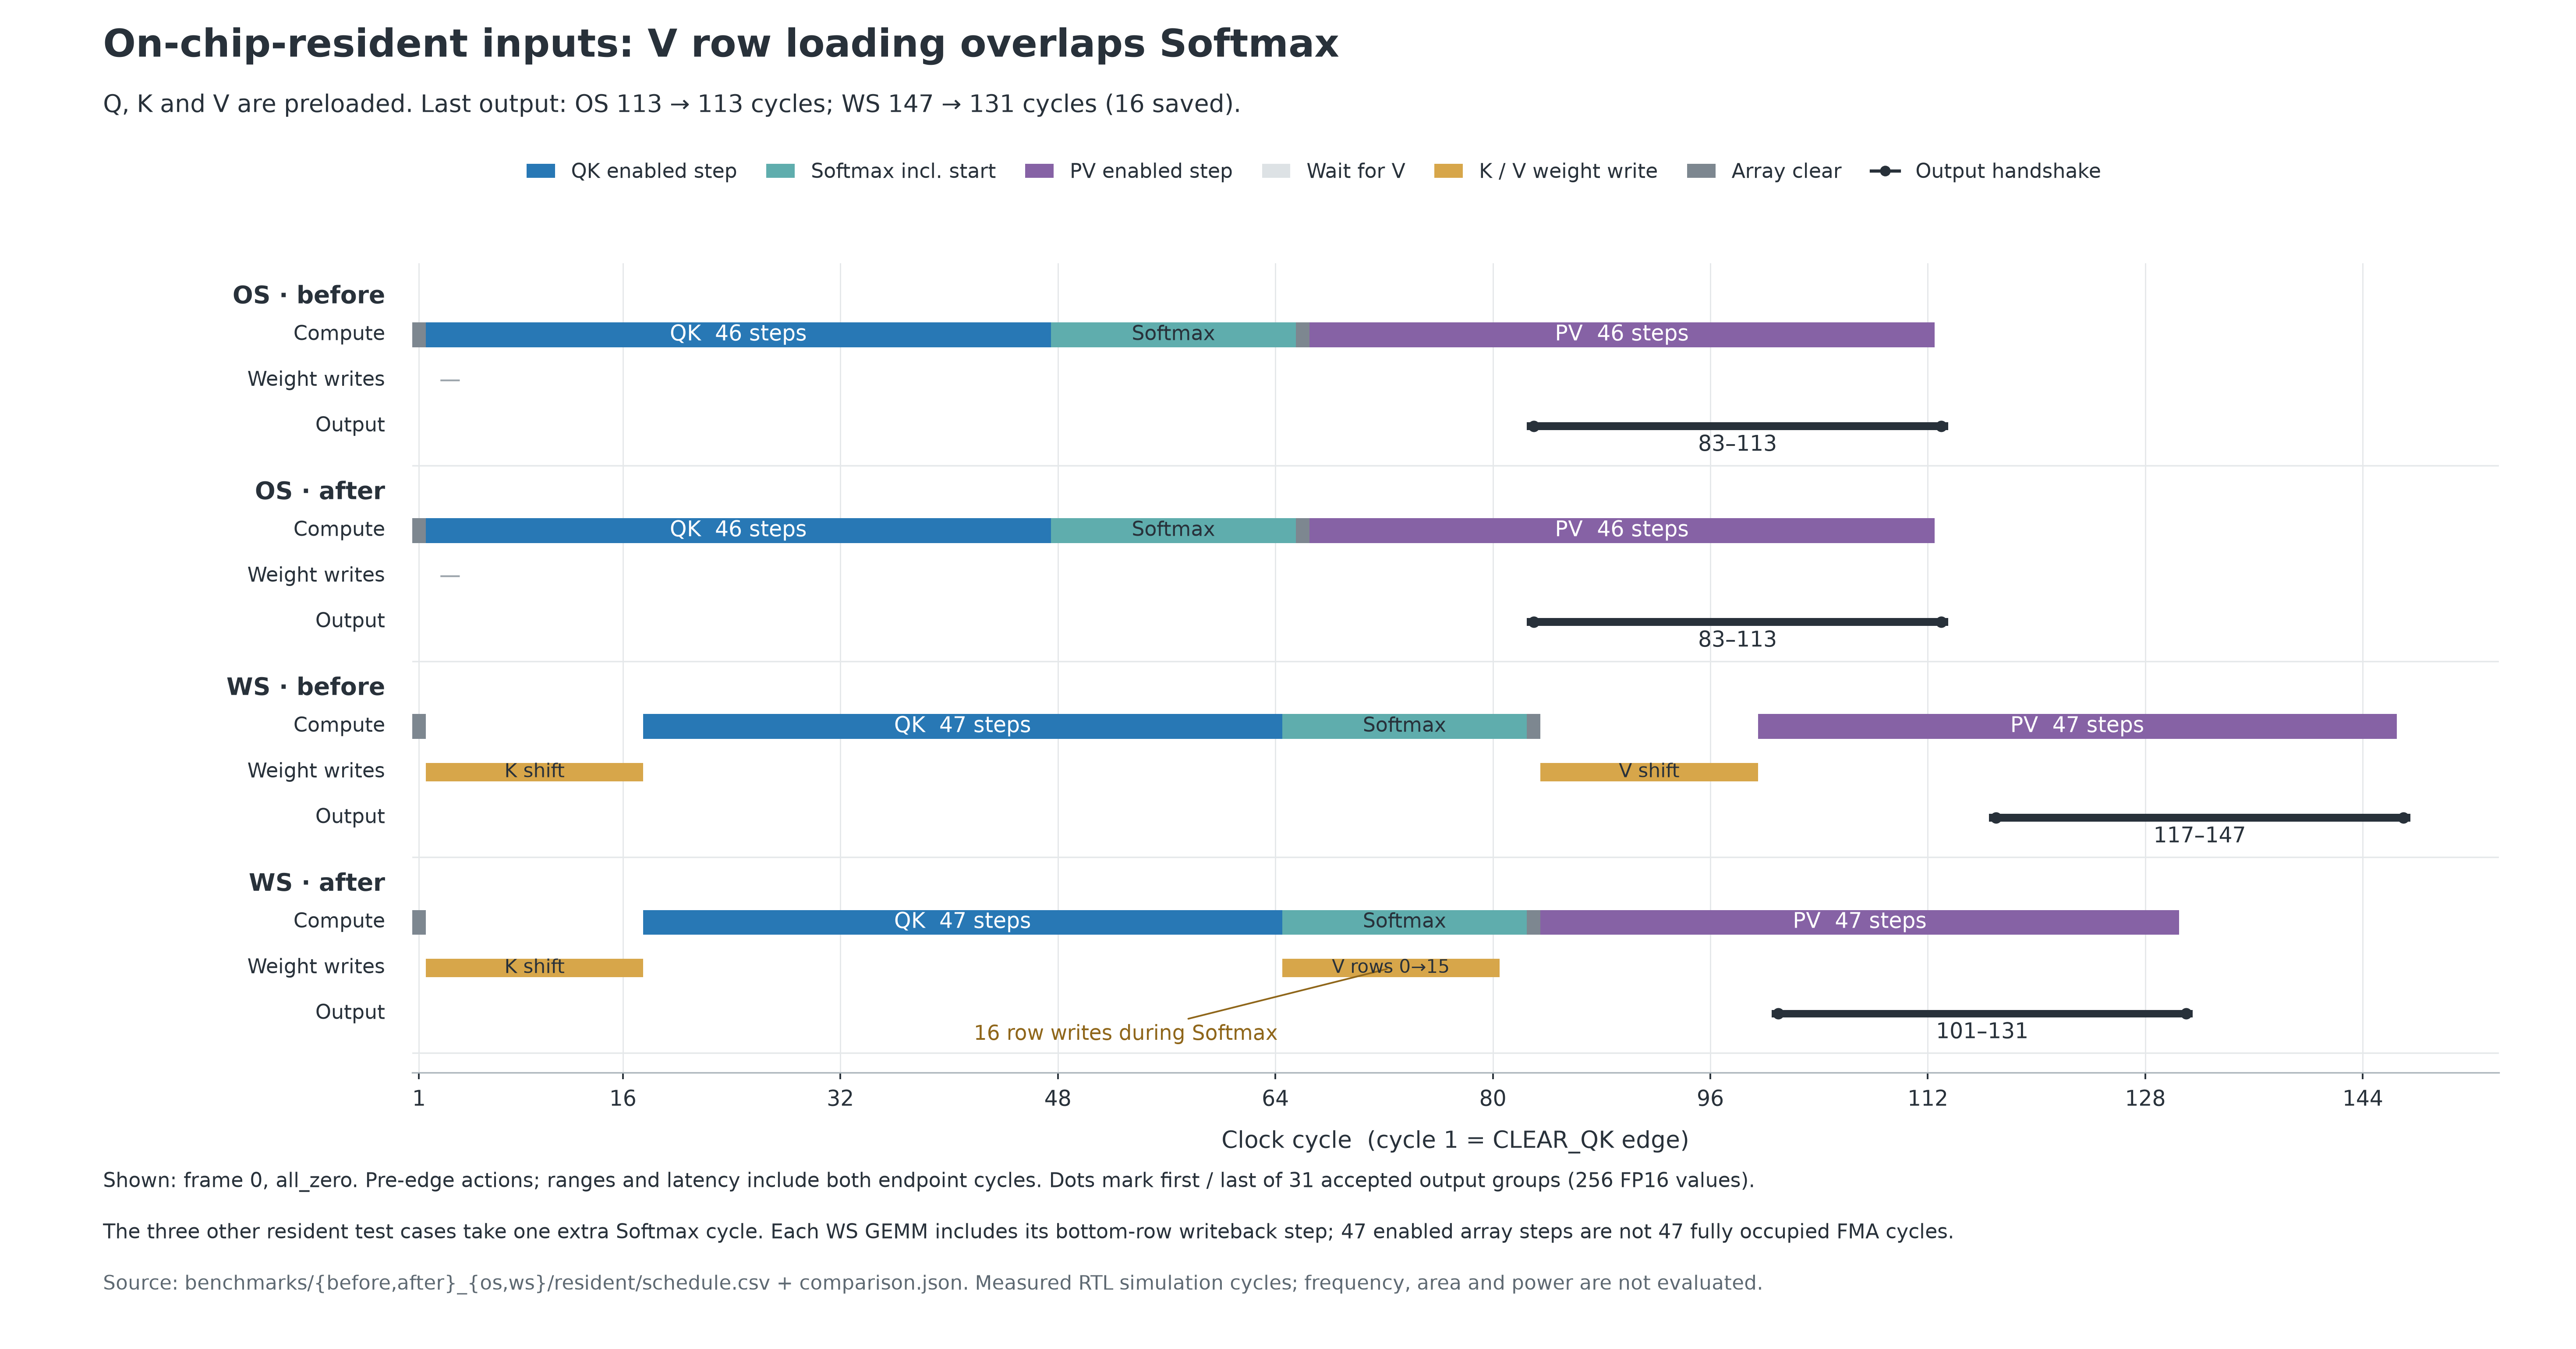 On-chip-resident inputs: V row loading overlaps Softmax
Q, K and V are preloaded. Last output: OS 113 → 113 cycles; WS 147 → 131 cycles (16 saved).
QK enabled step Softmax incl. start PV enabled step Wait for V K / V weight write Array clear Output handshake
OS · before
Compute QK 46 steps Softmax PV 46 steps
Weight writes —
Output
83–113
OS · after
Compute QK 46 steps Softmax PV 46 steps
Weight writes —
Output
83–113
WS · before
Compute QK 47 steps Softmax PV 47 steps
Weight writes K shift V shift
Output
117–147
WS · after
Compute QK 47 steps Softmax PV 47 steps
Weight writes K shift V rows 0→15
Output
16 row writes during Softmax 101–131
1 16 32 48 64 80 96 112 128 144
Clock cycle (cycle 1 = CLEAR_QK edge)
Shown: frame 0, all_zero. Pre-edge actions; ranges and latency include both endpoint cycles. Dots mark first / last of 31 accepted output groups (256 FP16 values).
The three other resident test cases take one extra Softmax cycle. Each WS GEMM includes its bottom-row writeback step; 47 enabled array steps are not 47 fully occupied FMA cycles.
Source: benchmarks/{before,after}_{os,ws}/resident/schedule.csv + comparison.json. Measured RTL simulation cycles; frequency, area and power are not evaluated.